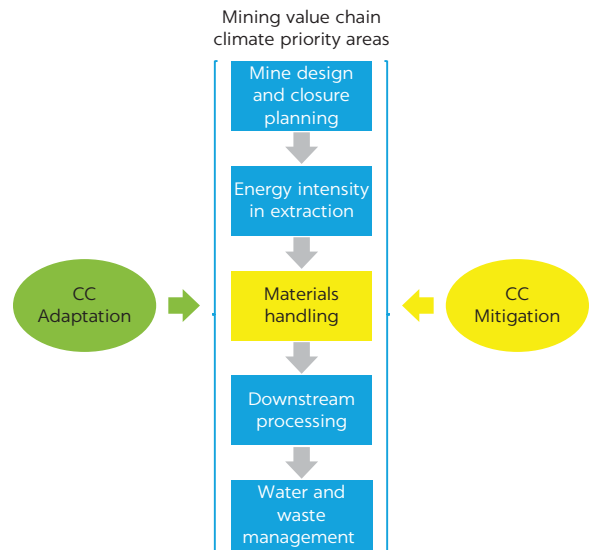 Mining value chain
climate priority areas
Mine design
and closure
planning
Energy intensity
in extraction
CC
Adaptation
Materials
handling
CC
Mitigation
Downstream
processing
Water and
waste
management